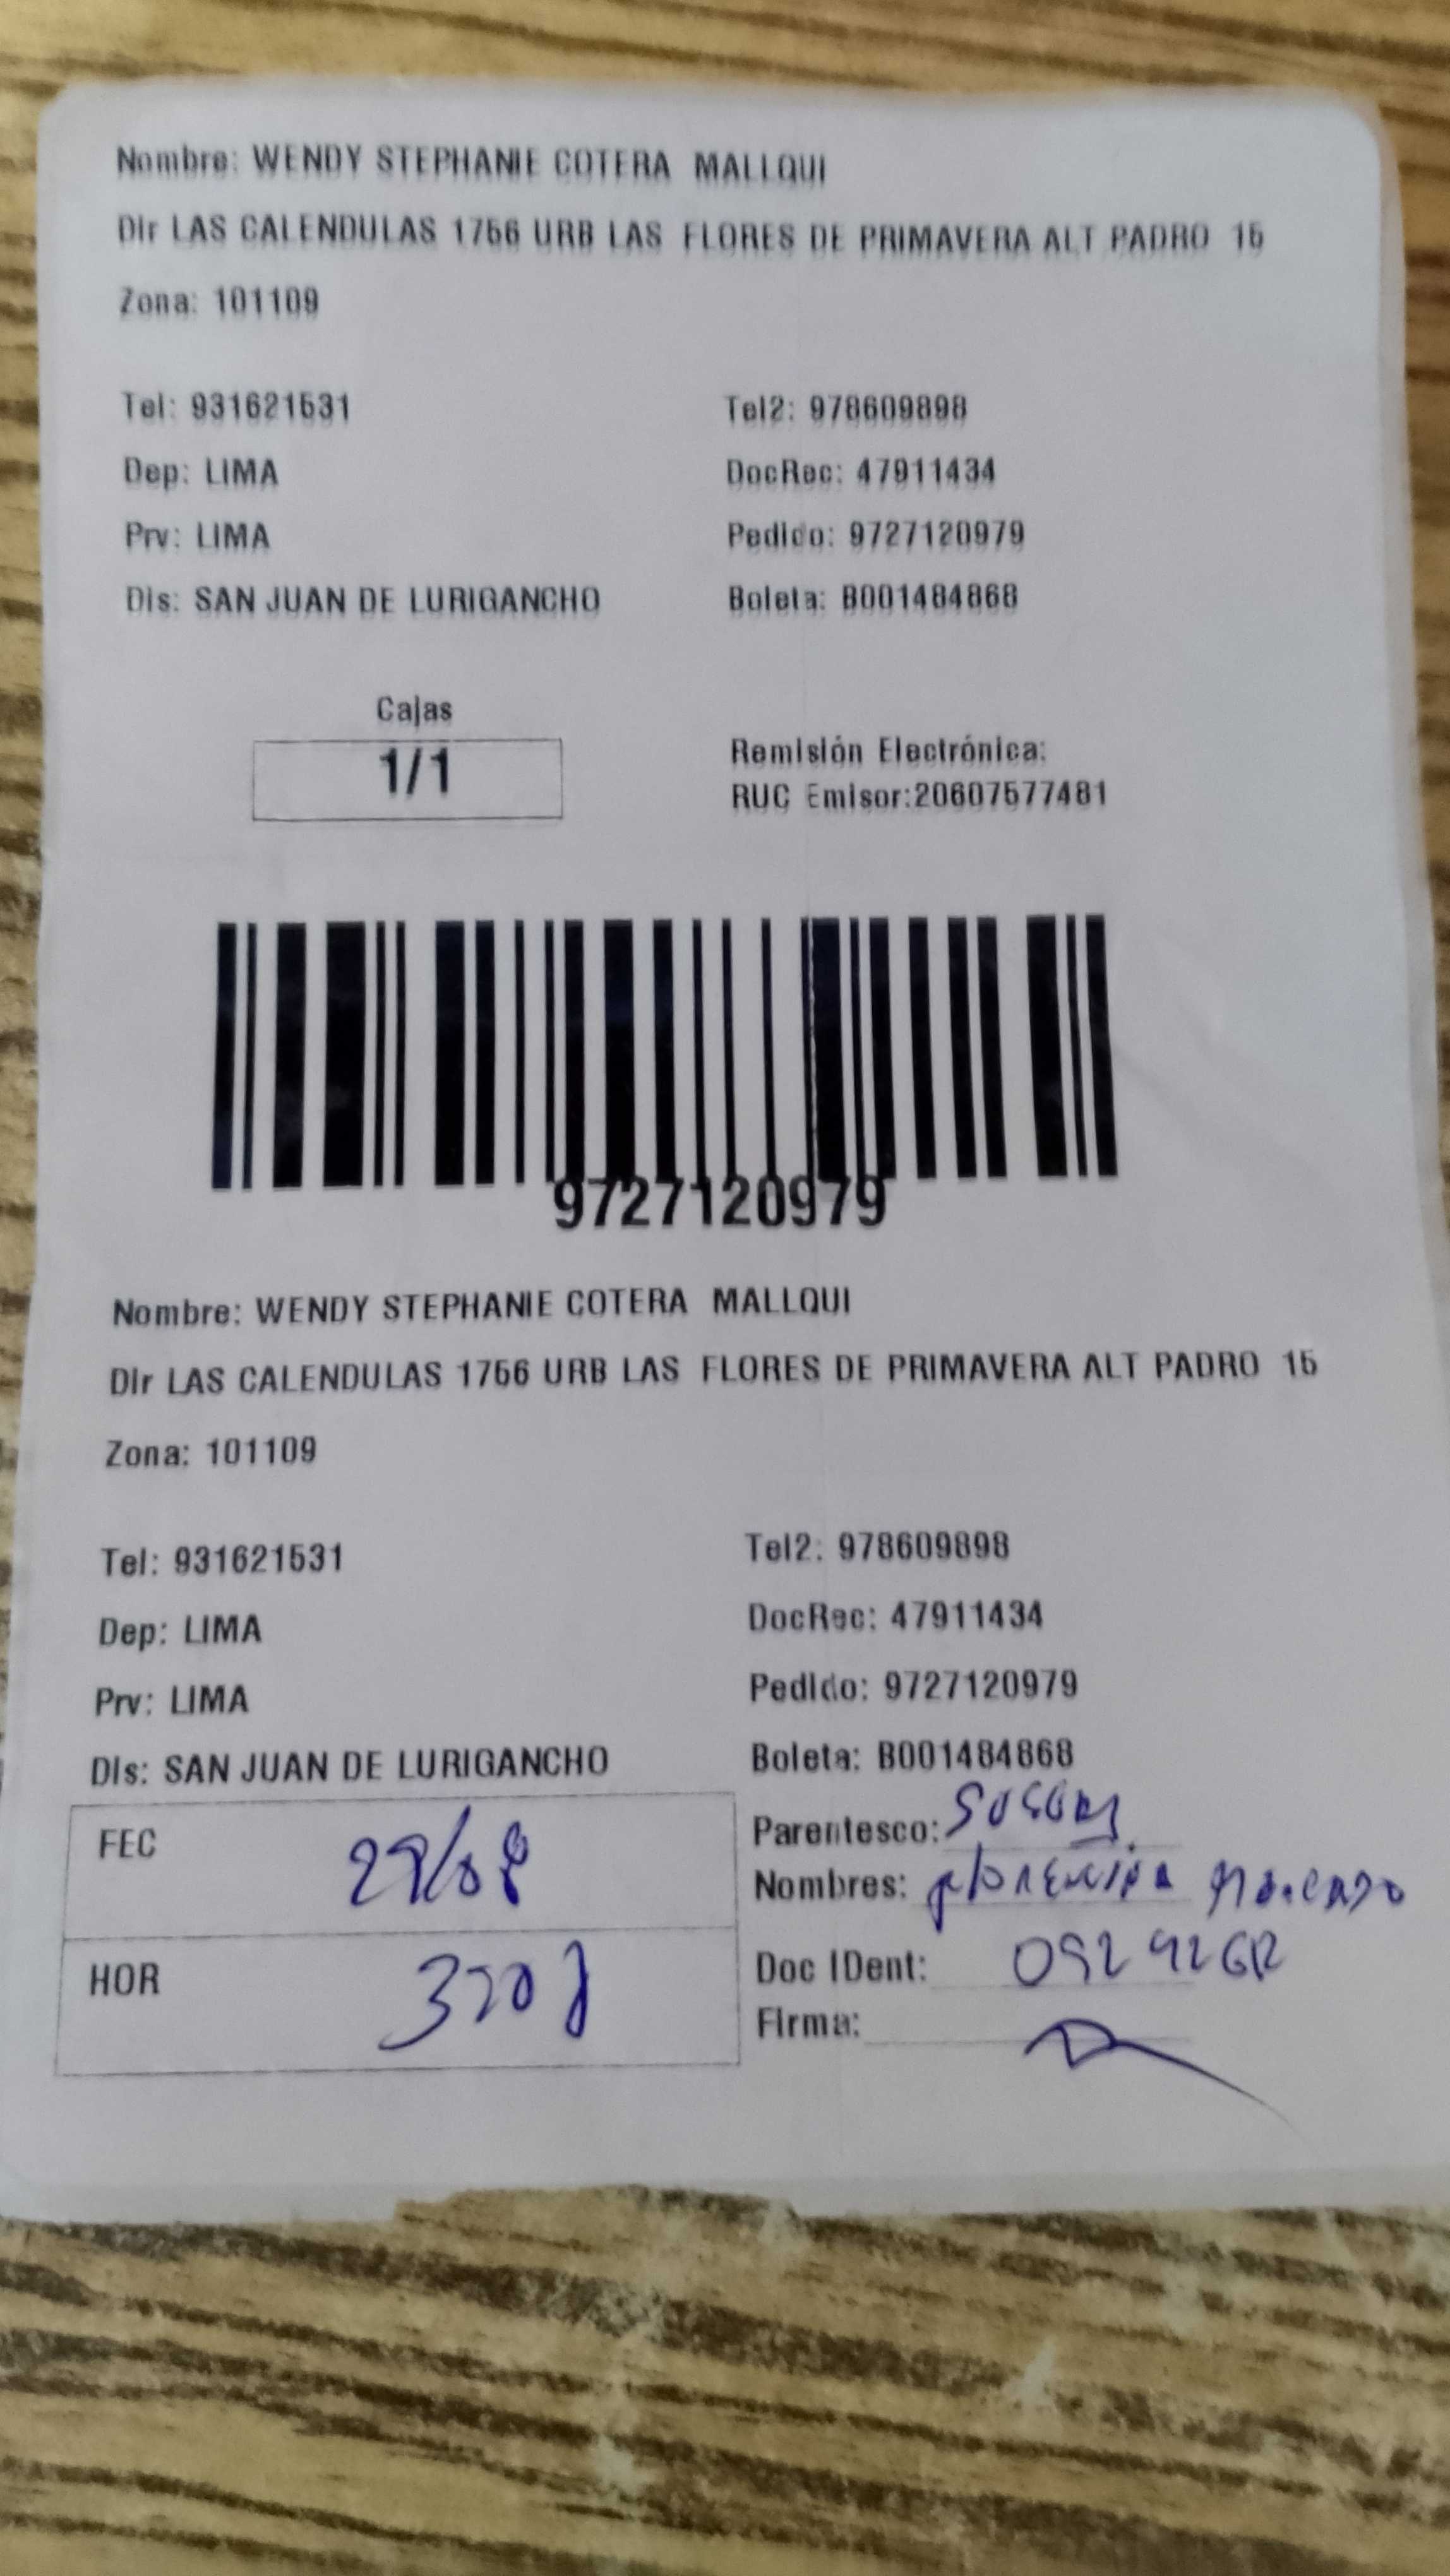 Nombre: WENDY STEPHANIE COTERA MALLQUI
Dir LAS CALENDULAS 1756 URB LAS FLORES DE PRIMAVERA ALT PADRO 15
Zona: 101109
Tel: 931621531 Tel2: 978609898
Dep: LIMA DocRec: 47911434
Prv: LIMA Pedido: 9727120979
Dis: SAN JUAN DE LURIGANCHO Boleta: B001484868
Cajas
1/1
Remisión Electrónica:
RUC Emisor:20607577481
9727120979
Nombre: WENDY STEPHANIE COTERA MALLQUI
Dir LAS CALENDULAS 1756 URB LAS FLORES DE PRIMAVERA ALT PADRO 15
Zona: 101109
Tel: 931621531 Tel2: 978609898
Dep: LIMA DocRec: 47911434
Prv: LIMA Pedido: 9727120979
Dis: SAN JUAN DE LURIGANCHO Boleta: B001484868
FEC Parentesco:
Nombres:
HOR Doc IDent:
Firma: